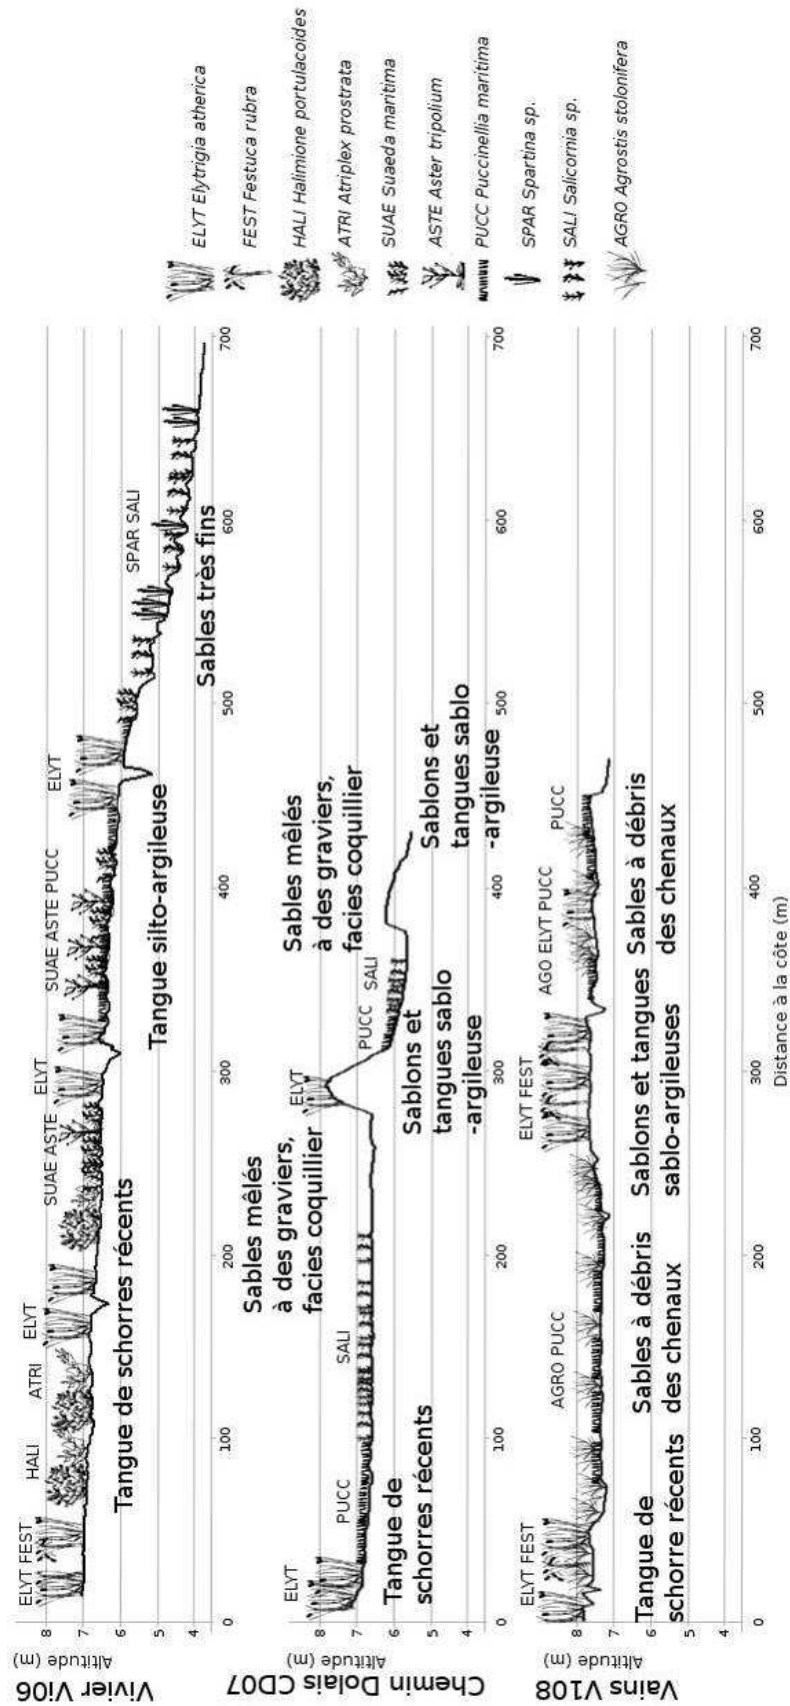 Vivier Vi06
Altitude (m)
8
7
6
5
4
ELYT FEST
HALI
ATRI
ELYT
SUAE ASTE
ELYT
SUAE ASTE PUCC
ELYT
SPAR SALI
Tangue de schorres récents
Tangue silto-argileuse
Sables très fins
0
100
200
300
400
500
600
700
Chemin Dolais CD07
Altitude (m)
8
7
6
5
4
ELYT
PUCC
SALI
ELYT
PUCC
SALI
Tangue de
schorres récents
Sables mêlés
à des graviers,
facies coquillier
Sablons et
tangues sablo
-argileuse
Sables mêlés
à des graviers,
facies coquillier
Sablons et
tangues sablo
-argileuse
0
100
200
300
400
500
600
700
Vains V108
Altitude (m)
8
7
6
5
4
ELYT FEST
AGRO PUCC
ELYT FEST
AGO ELYT PUCC
PUCC
Tangue de
schorre récents
Sables à débris
des chenaux
Sablons et tangues
sablo-argileuses
Sables à débris
des chenaux
0
100
200
300
400
500
600
700
Distance à la côte (m)
ELYT Elytrigia atherica
FEST Festuca rubra
HALI Halimione portulacoides
ATRI Atriplex prostrata
SUAE Suaeda maritima
ASTE Aster tripolium
PUCC Puccinellia maritima
SPAR Spartina sp.
SALI Salicornia sp.
AGRO Agrostis stolonifera